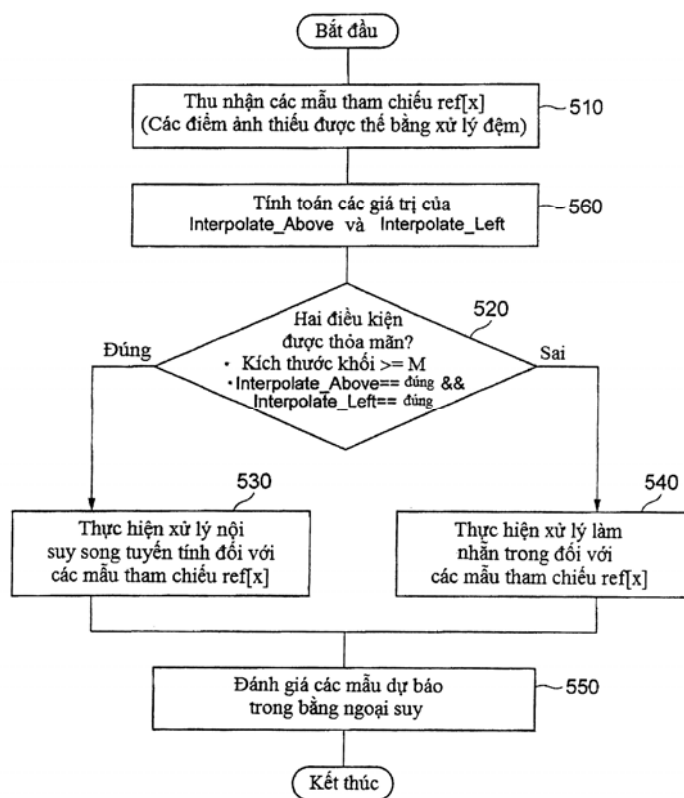 Bắt đầu
Thu nhận các mẫu tham chiếu ref[x]
(Các điểm ảnh thiếu được thế bằng xử lý đệm)
510
Tính toán các giá trị của
Interpolate_Above và Interpolate_Left
560
Hai điều kiện
được thỏa mãn?
• Kích thước khối >= M
• Interpolate_Above== đúng &&
Interpolate_Left== đúng
520
Đúng
Sai
530
Thực hiện xử lý nội
suy song tuyến tính đối với
các mẫu tham chiếu ref[x]
540
Thực hiện xử lý làm
nhẵn trong đối với
các mẫu tham chiếu ref[x]
Đánh giá các mẫu dự báo
trong bằng ngoại suy
550
Kết thúc